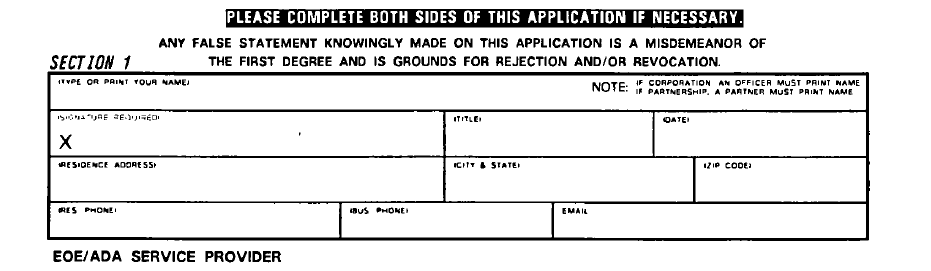 PLEASE COMPLETE BOTH SIDES OF THIS APPLICATION IF NECESSARY.
ANY FALSE STATEMENT KNOWINGLY MADE ON THIS APPLICATION IS A MISDEMEANOR OF
SECTION 1 THE FIRST DEGREE AND IS GROUNDS FOR REJECTION AND/OR REVOCATION.
(TYPE OR PRINT YOUR NAME) NOTE: IF CORPORATION AN OFFICER MUST PRINT NAME
IF PARTNERSHIP, A PARTNER MUST PRINT NAME
(SIGNATURE REQUIRED) (TITLE) (DATE)
X
(RESIDENCE ADDRESS) (CITY & STATE) (ZIP CODE)
(RES PHONE) (BUS PHONE) EMAIL
EOE/ADA SERVICE PROVIDER